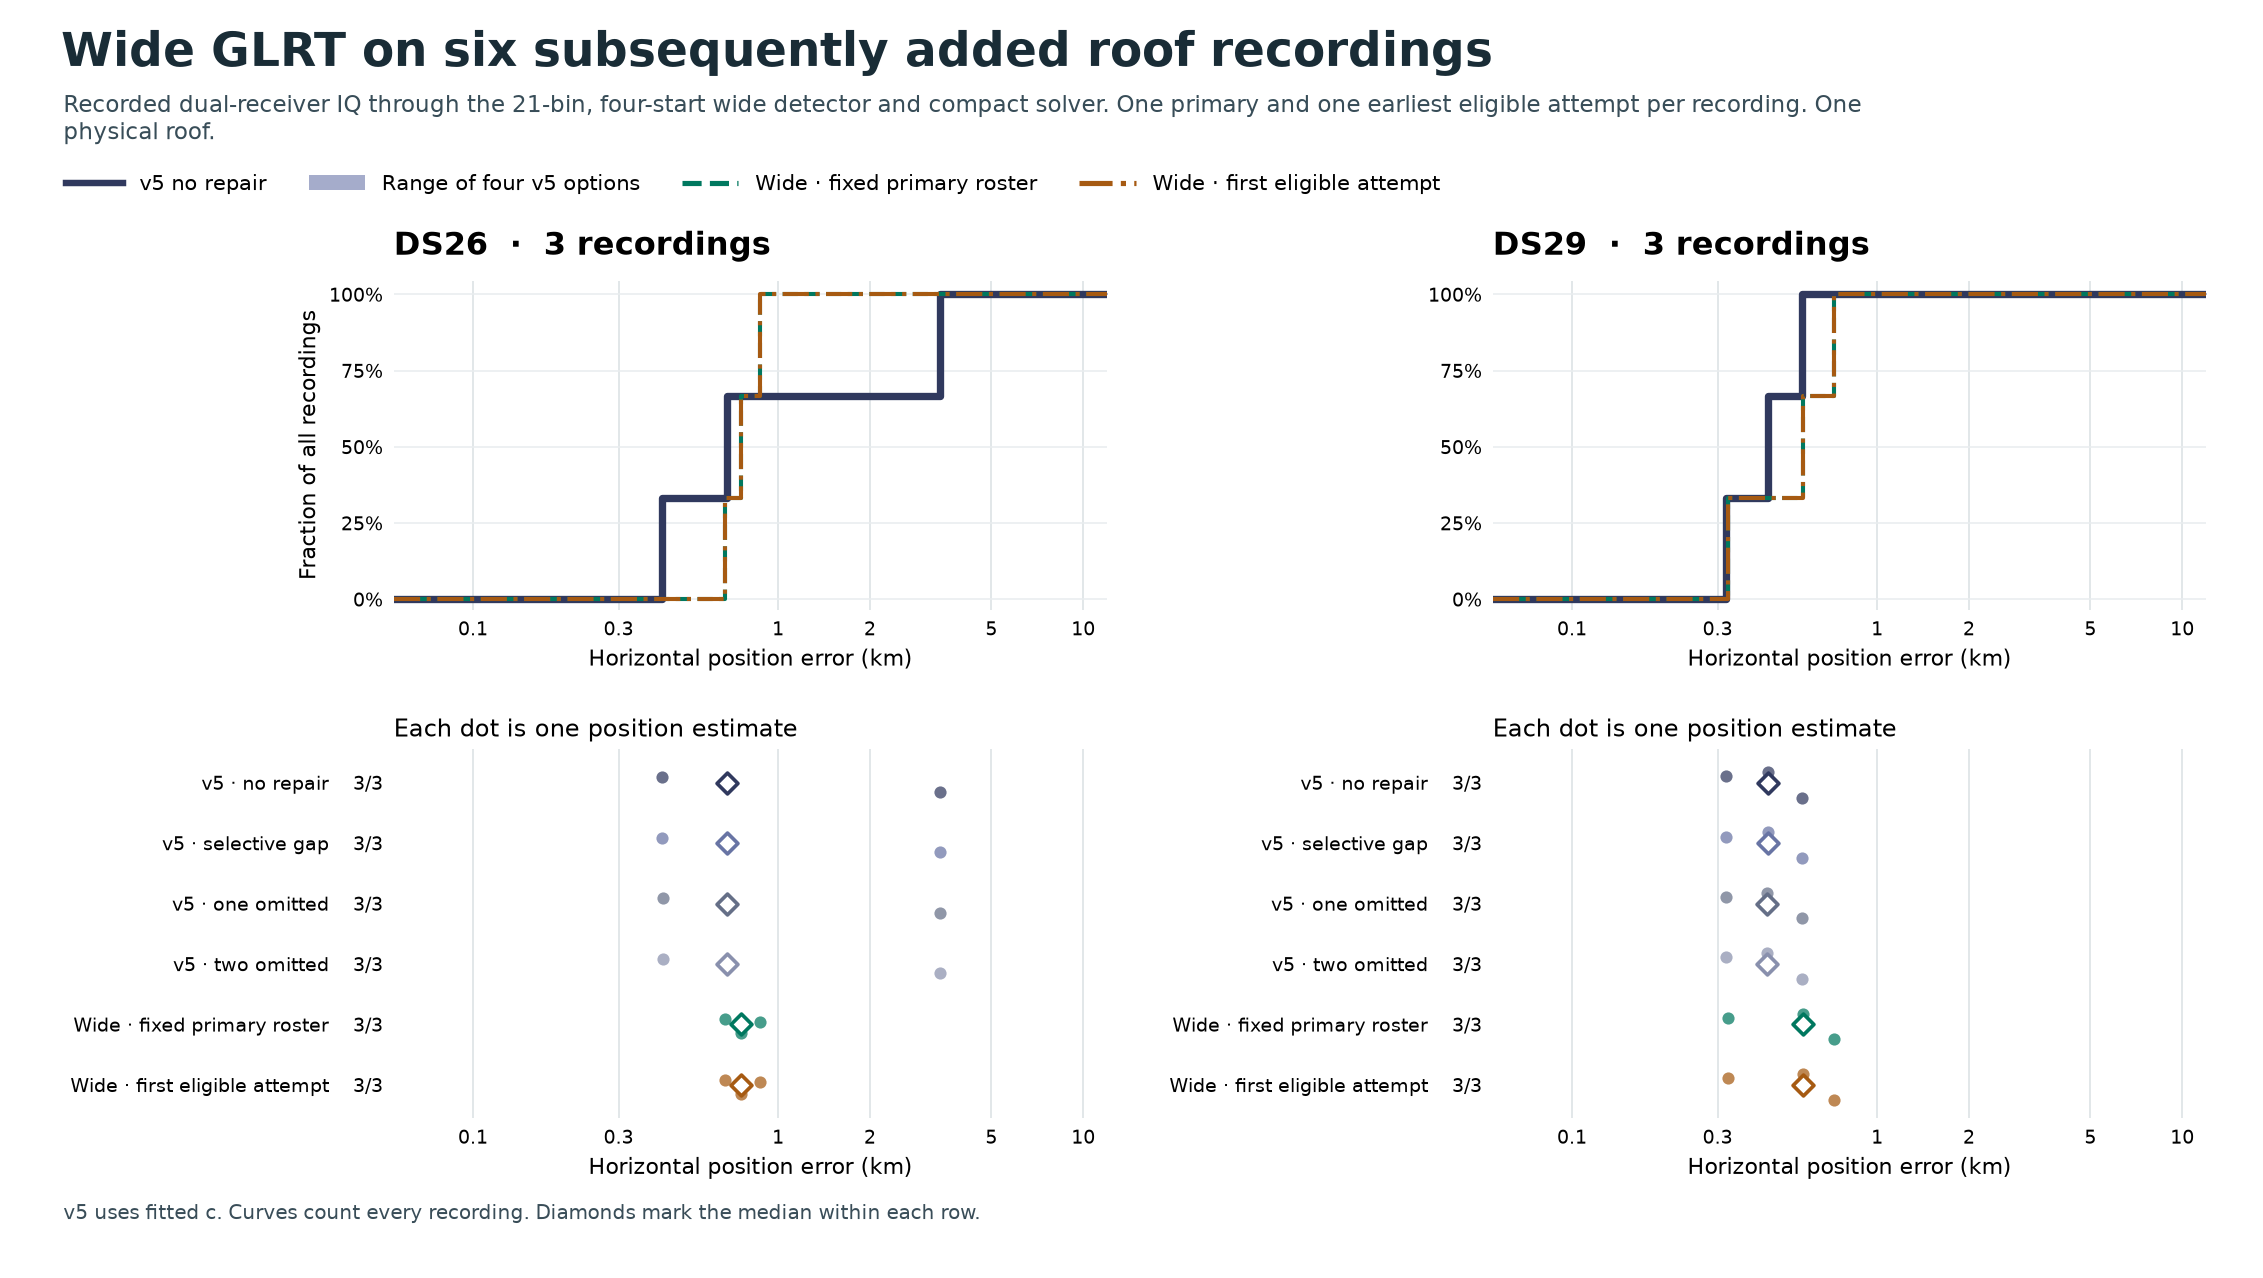 Wide GLRT on six subsequently added roof recordings
Recorded dual-receiver IQ through the 21-bin, four-start wide detector and compact solver. One primary and one earliest eligible attempt per recording. One
physical roof.
v5 no repair
Range of four v5 options
Wide · fixed primary roster
Wide · first eligible attempt
DS26 · 3 recordings
Fraction of all recordings
100%
75%
50%
25%
0%
0.1 0.3 1 2 5 10
Horizontal position error (km)
DS29 · 3 recordings
100%
75%
50%
25%
0%
0.1 0.3 1 2 5 10
Horizontal position error (km)
Each dot is one position estimate
v5 · no repair 3/3
v5 · selective gap 3/3
v5 · one omitted 3/3
v5 · two omitted 3/3
Wide · fixed primary roster 3/3
Wide · first eligible attempt 3/3
0.1 0.3 1 2 5 10
Horizontal position error (km)
Each dot is one position estimate
v5 · no repair 3/3
v5 · selective gap 3/3
v5 · one omitted 3/3
v5 · two omitted 3/3
Wide · fixed primary roster 3/3
Wide · first eligible attempt 3/3
0.1 0.3 1 2 5 10
Horizontal position error (km)
v5 uses fitted c. Curves count every recording. Diamonds mark the median within each row.